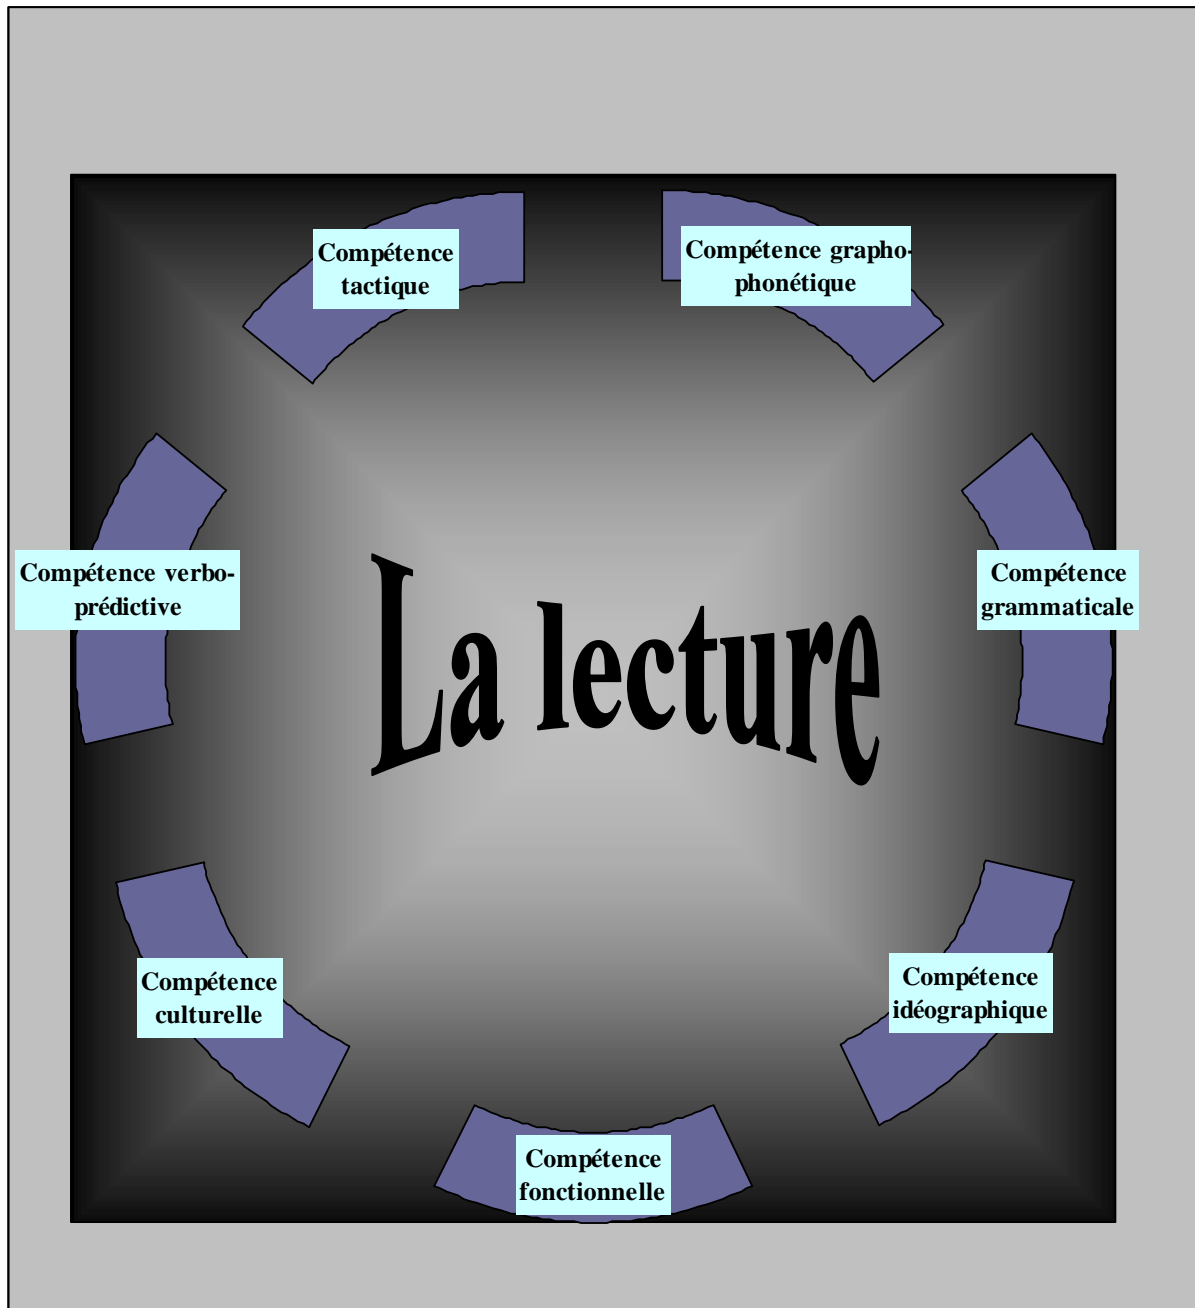 Compétence
tactique
Compétence grapho-
phonétique
Compétence verbo-
prédictive
Compétence
grammaticale
La lecture
Compétence
culturelle
Compétence
idéographique
Compétence
fonctionnelle